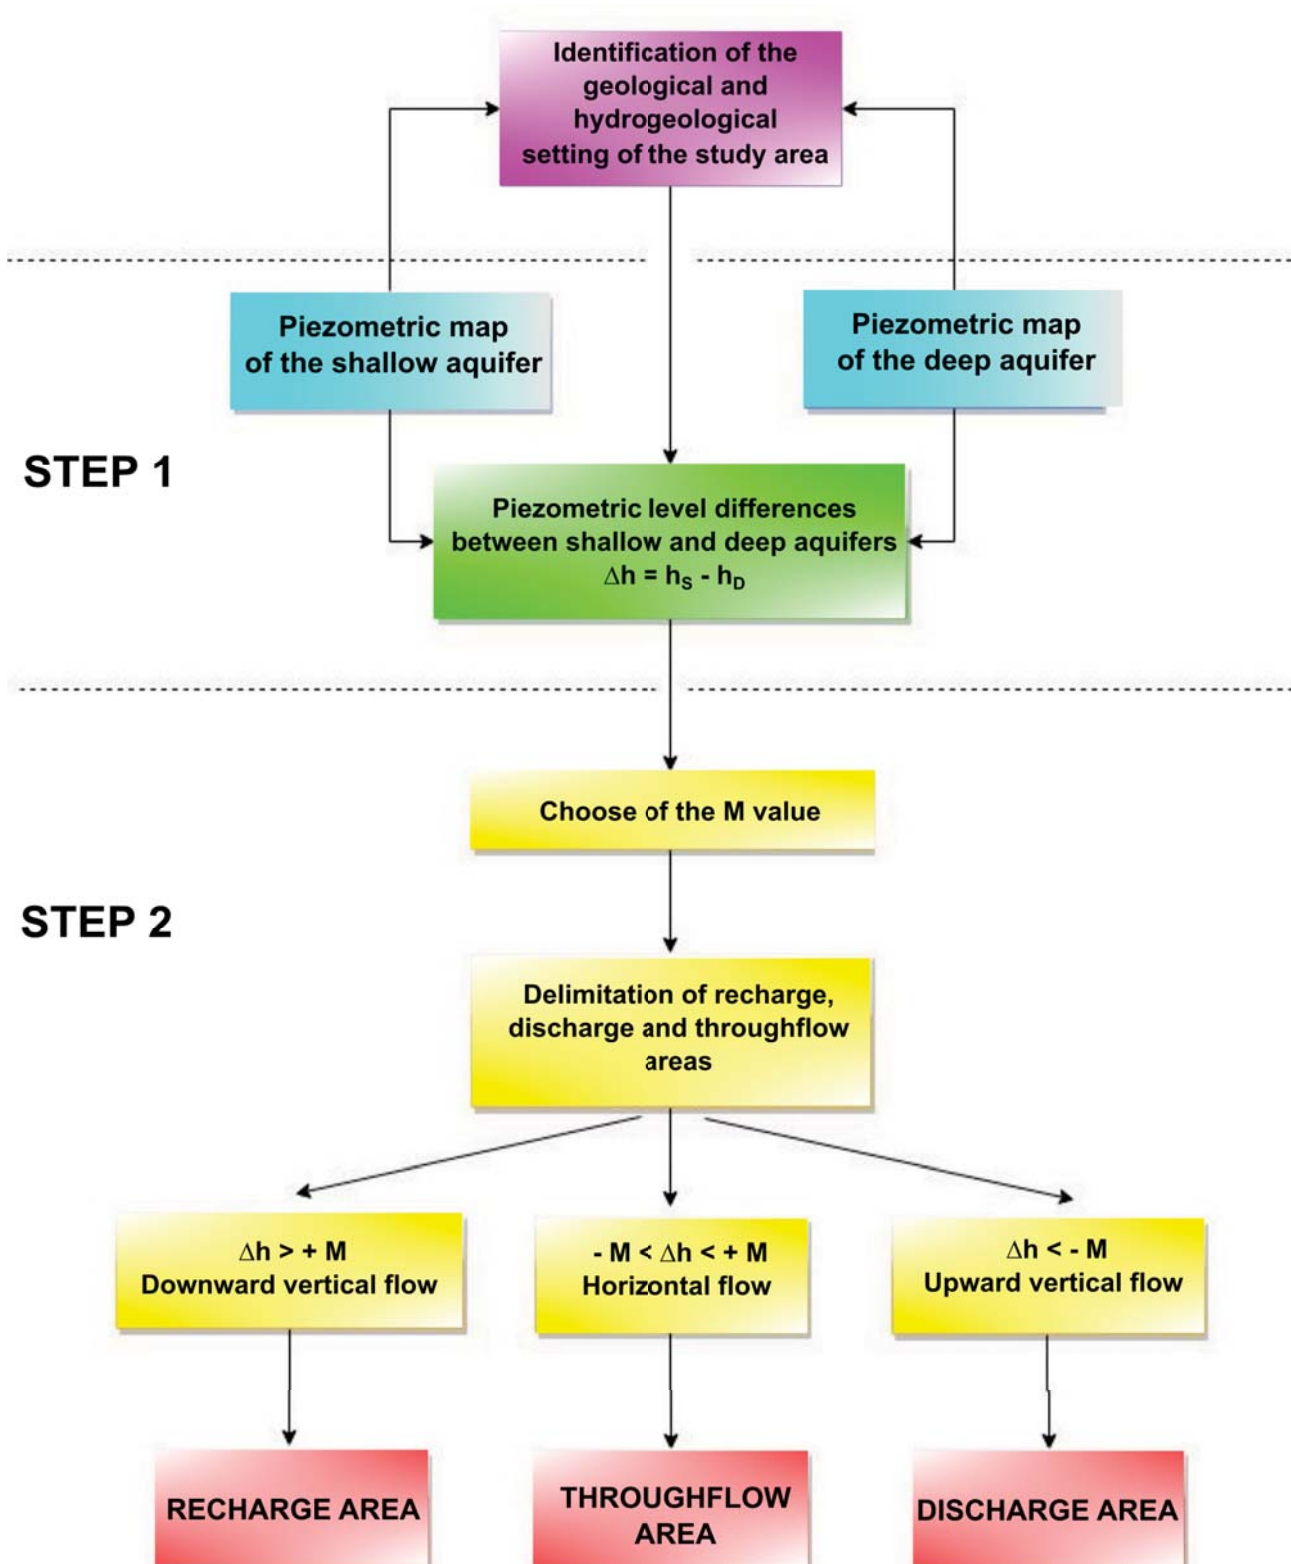 Identification of the
geological and
hydrogeological
setting of the study area
Piezometric map
of the shallow aquifer
Piezometric map
of the deep aquifer
STEP 1
Piezometric level differences
between shallow and deep aquifers
Δh = hS - hD
Choose of the M value
STEP 2
Delimitation of recharge,
discharge and throughflow
areas
Δh > + M
Downward vertical flow
- M < Δh < + M
Horizontal flow
Δh < - M
Upward vertical flow
RECHARGE AREA
THROUGHFLOW
AREA
DISCHARGE AREA